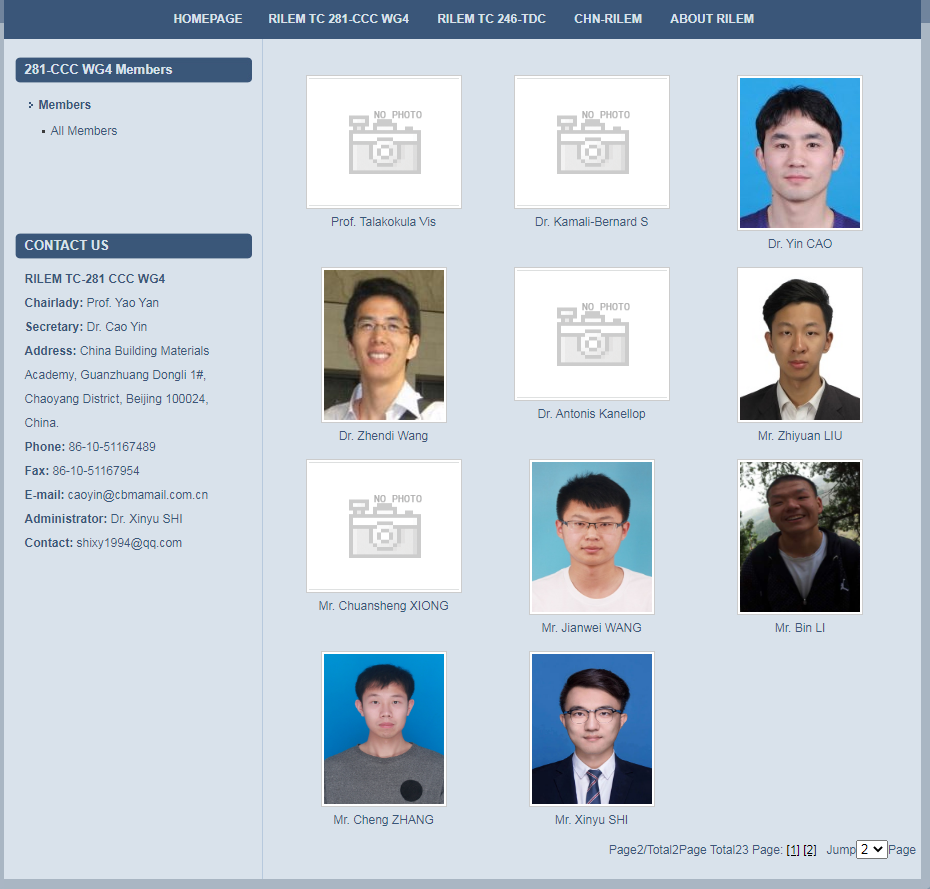 HOMEPAGE RILEM TC 281-CCC WG4 RILEM TC 246-TDC CHN-RILEM ABOUT RILEM
281-CCC WG4 Members
Members
All Members
CONTACT US
RILEM TC-281 CCC WG4
Chairlady: Prof. Yao Yan
Secretary: Dr. Cao Yin
Address: China Building Materials
Academy, Guanzhuang Dongli 1#,
Chaoyang District, Beijing 100024,
China.
Phone: 86-10-51167489
Fax: 86-10-51167954
E-mail: caoyin@cbmamail.com.cn
Administrator: Dr. Xinyu SHI
Contact: shixy1994@qq.com
NO PHOTO
NO PHOTO
Prof. Talakokula Vis
Dr. Kamali-Bernard S
Dr. Yin CAO
NO PHOTO
Dr. Zhendi Wang
Dr. Antonis Kanellop
Mr. Zhiyuan LIU
NO PHOTO
Mr. Chuansheng XIONG
Mr. Jianwei WANG
Mr. Bin LI
Mr. Cheng ZHANG
Mr. Xinyu SHI
Page2/Total2Page Total23 Page: [1] [2] Jump 2 Page